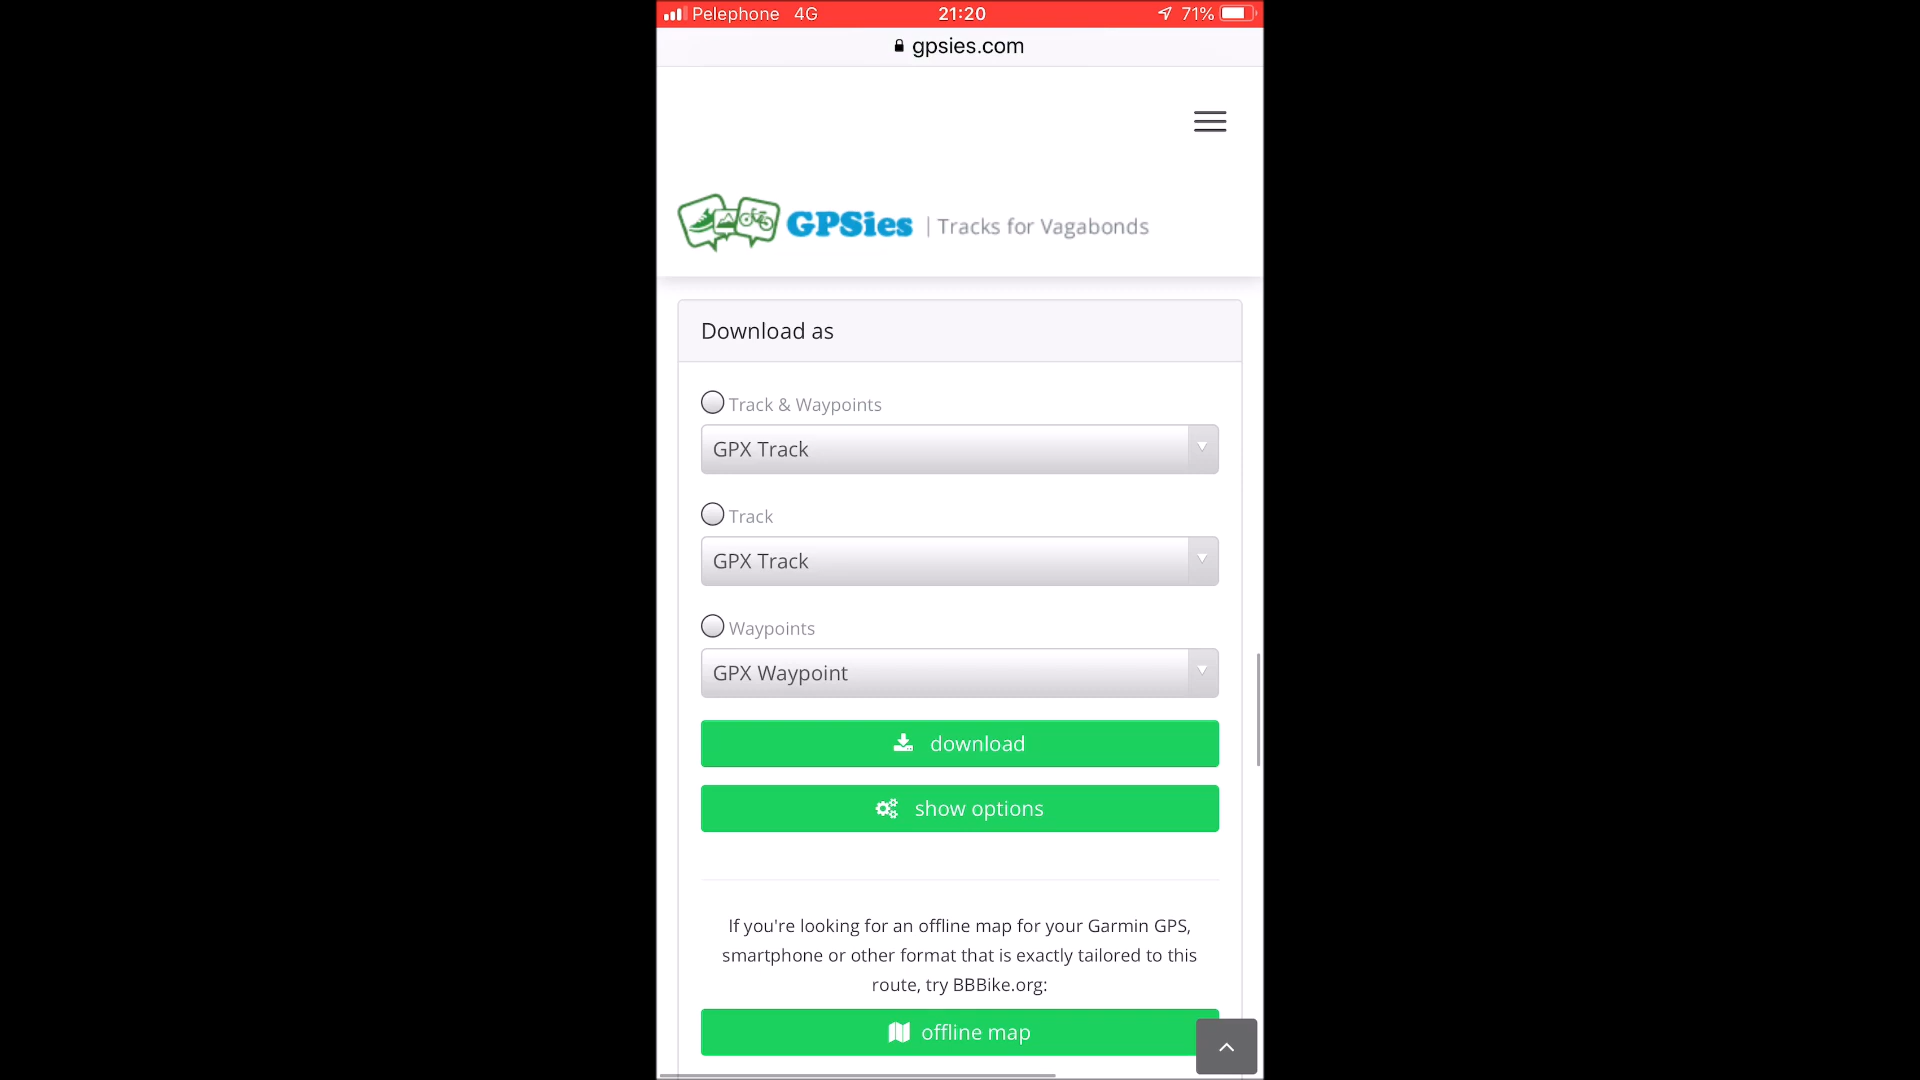 Pelephone 4G 21:20 71%
gpsies.com
GPSies | Tracks for Vagabonds
Download as
Track & Waypoints
GPX Track
Track
GPX Track
Waypoints
GPX Waypoint
download
show options
If you're looking for an offline map for your Garmin GPS,
smartphone or other format that is exactly tailored to this
route, try BBBike.org:
offline map